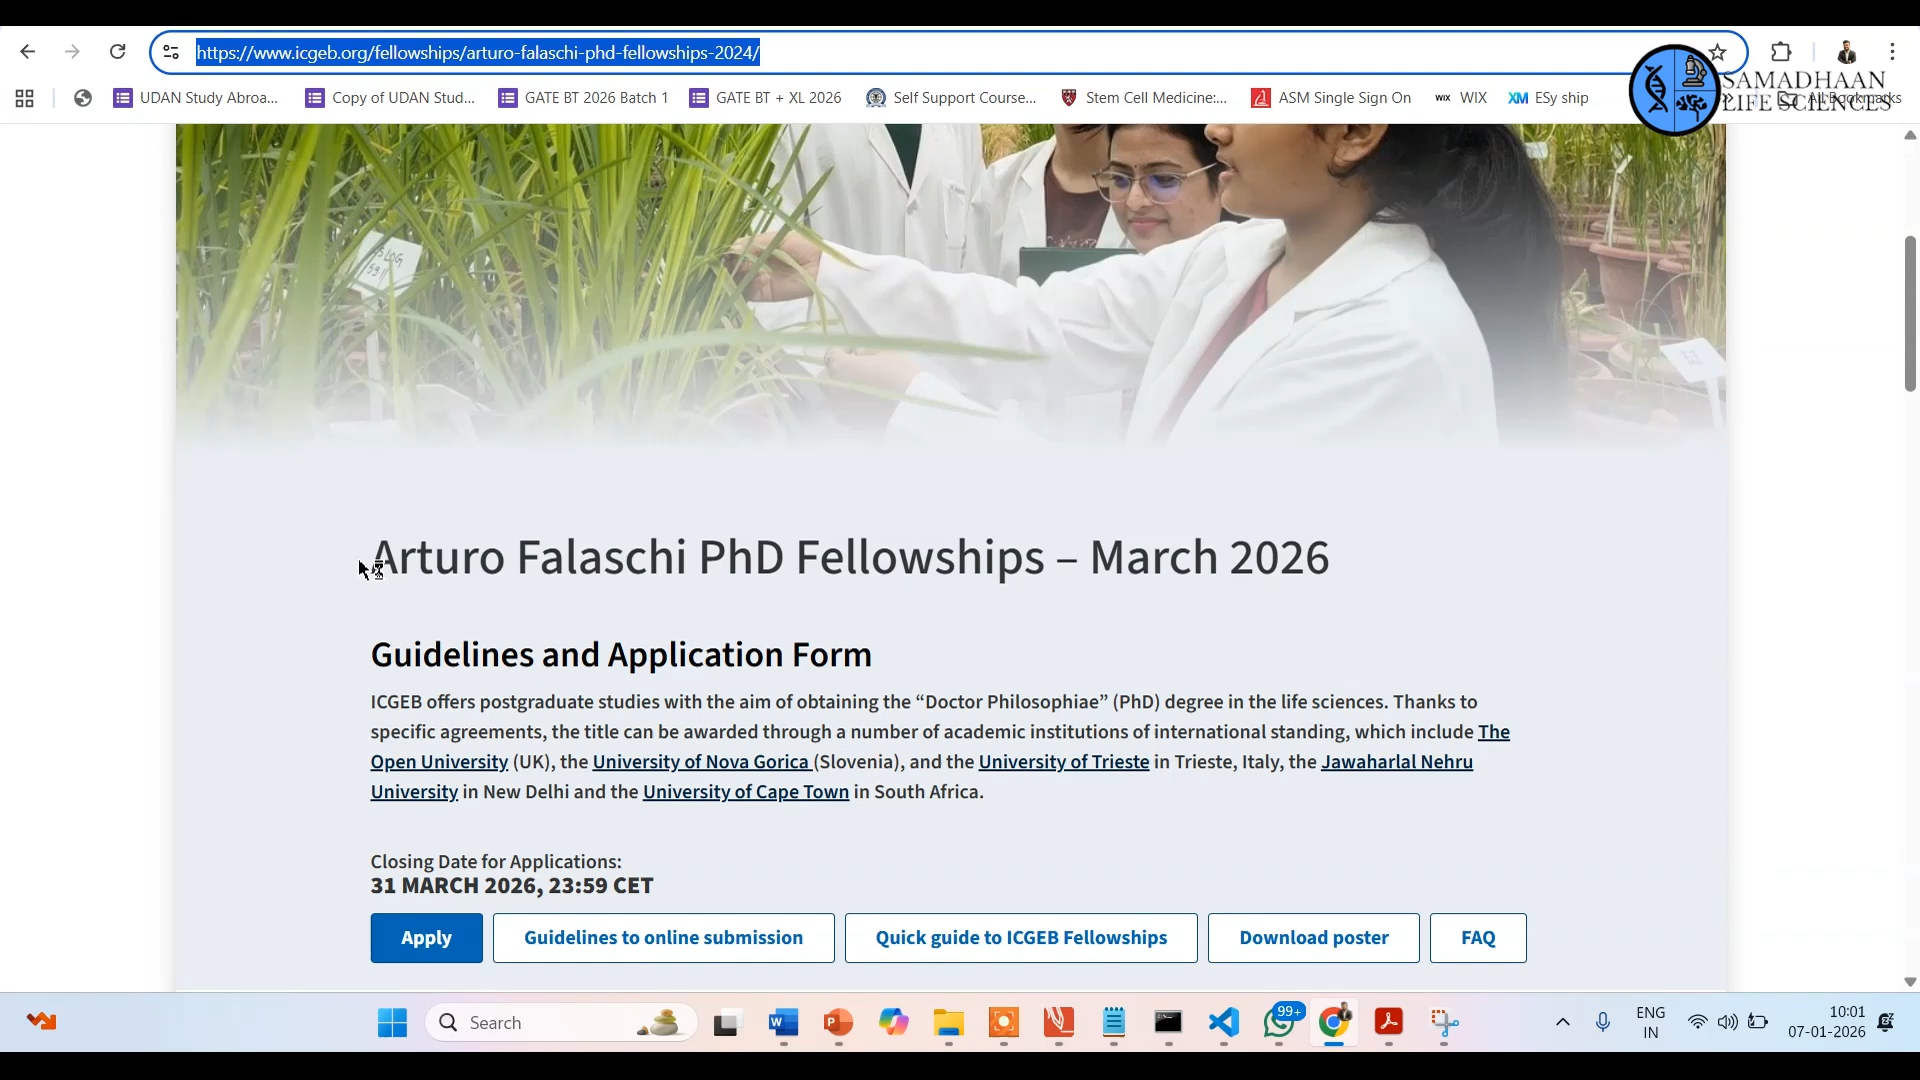 https://www.icgeb.org/fellowships/arturo-falaschi-phd-fellowships-2024/
UDAN Study Abroa...
Copy of UDAN Stud...
GATE BT 2026 Batch 1
GATE BT + XL 2026
Self Support Course...
Stem Cell Medicine:...
ASM Single Sign On
WIX WIX
XM ESy ship
All Bookmarks
SAMADHAAN
LIFE SCIENCES
Arturo Falaschi PhD Fellowships – March 2026
Guidelines and Application Form
ICGEB offers postgraduate studies with the aim of obtaining the “Doctor Philosophiae” (PhD) degree in the life sciences. Thanks to
specific agreements, the title can be awarded through a number of academic institutions of international standing, which include The
Open University (UK), the University of Nova Gorica (Slovenia), and the University of Trieste in Trieste, Italy, the Jawaharlal Nehru
University in New Delhi and the University of Cape Town in South Africa.
Closing Date for Applications:
31 MARCH 2026, 23:59 CET
Apply
Guidelines to online submission
Quick guide to ICGEB Fellowships
Download poster
FAQ
Search
99+
ENG
IN
10:01
07-01-2026